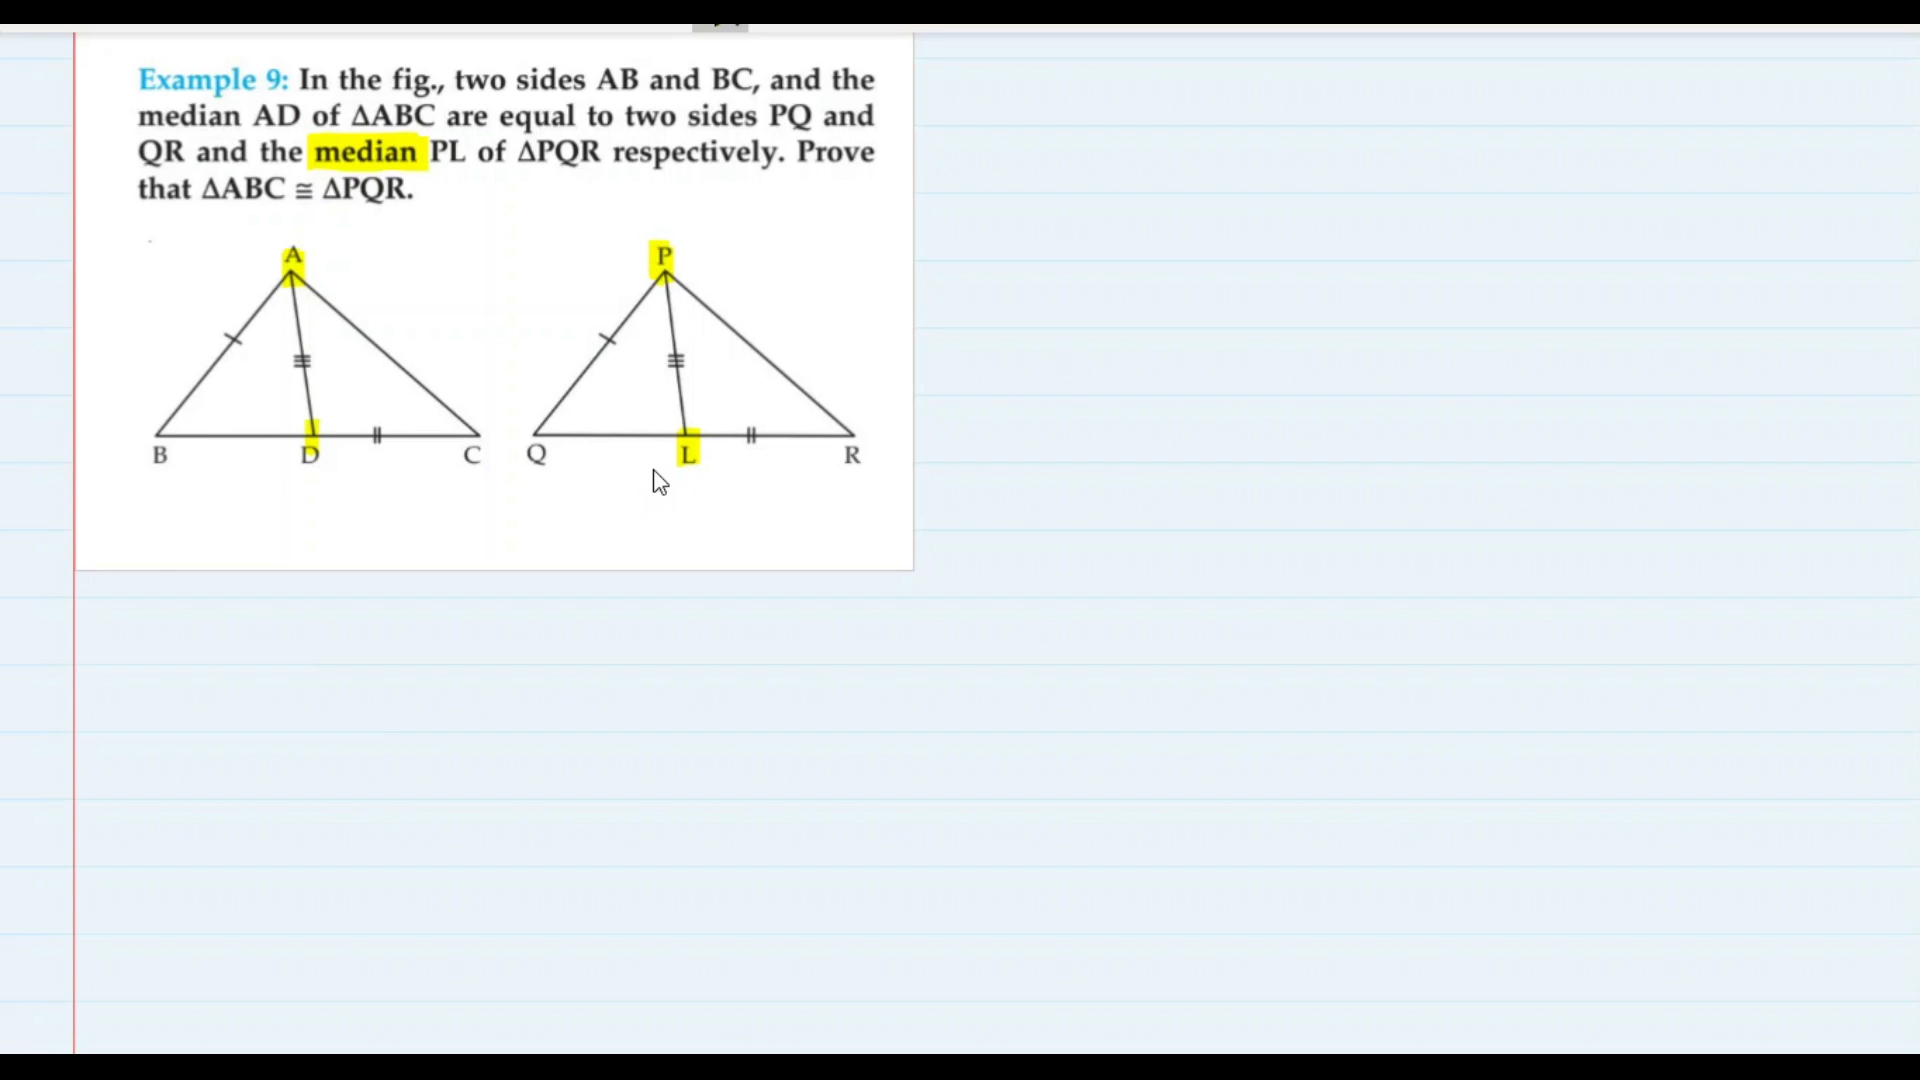 Example 9: In the fig., two sides AB and BC, and the
median AD of ΔABC are equal to two sides PQ and
QR and the median PL of ΔPQR respectively. Prove
that ΔABC ≅ ΔPQR.
A P
B D C Q L R